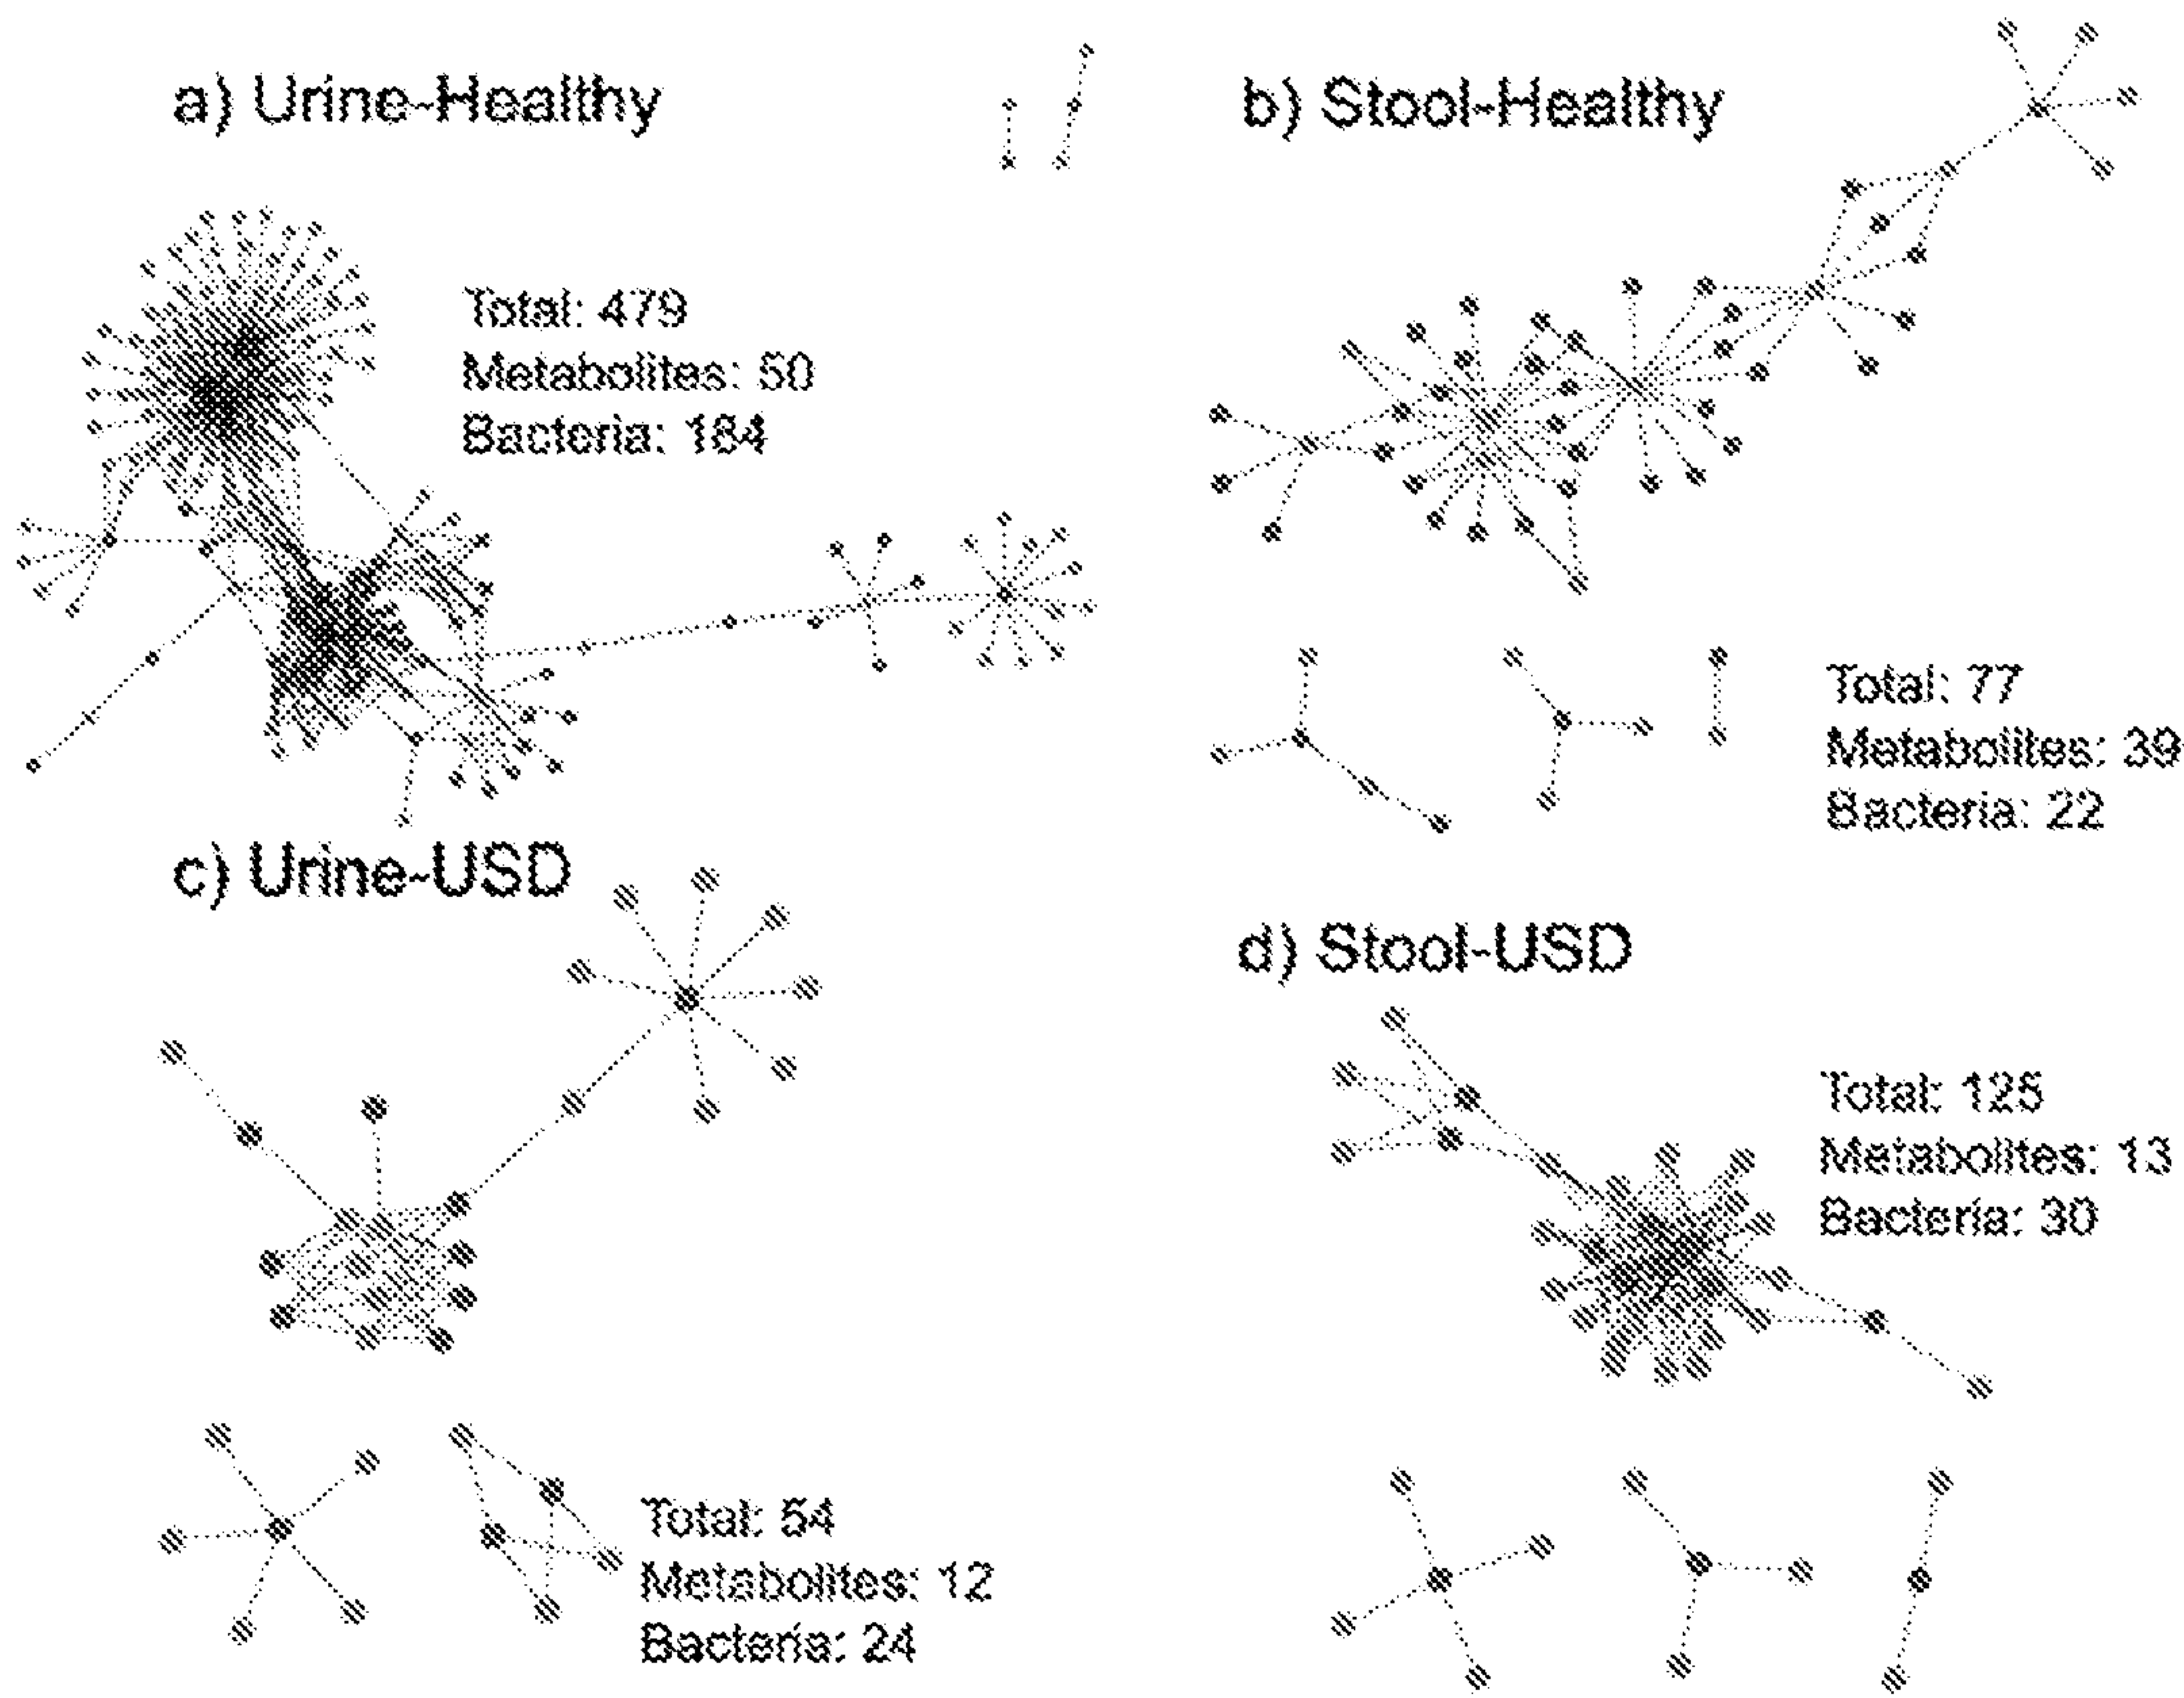 a) Urine-Healthy
Total: 479
Metabolites: 50
Bacteria: 184
b) Stool-Healthy
Total: 77
Metabolites: 39
Bacteria: 22
c) Urine-USD
Total: 54
Metabolites: 12
Bacteria: 24
d) Stool-USD
Total: 125
Metabolites: 13
Bacteria: 30